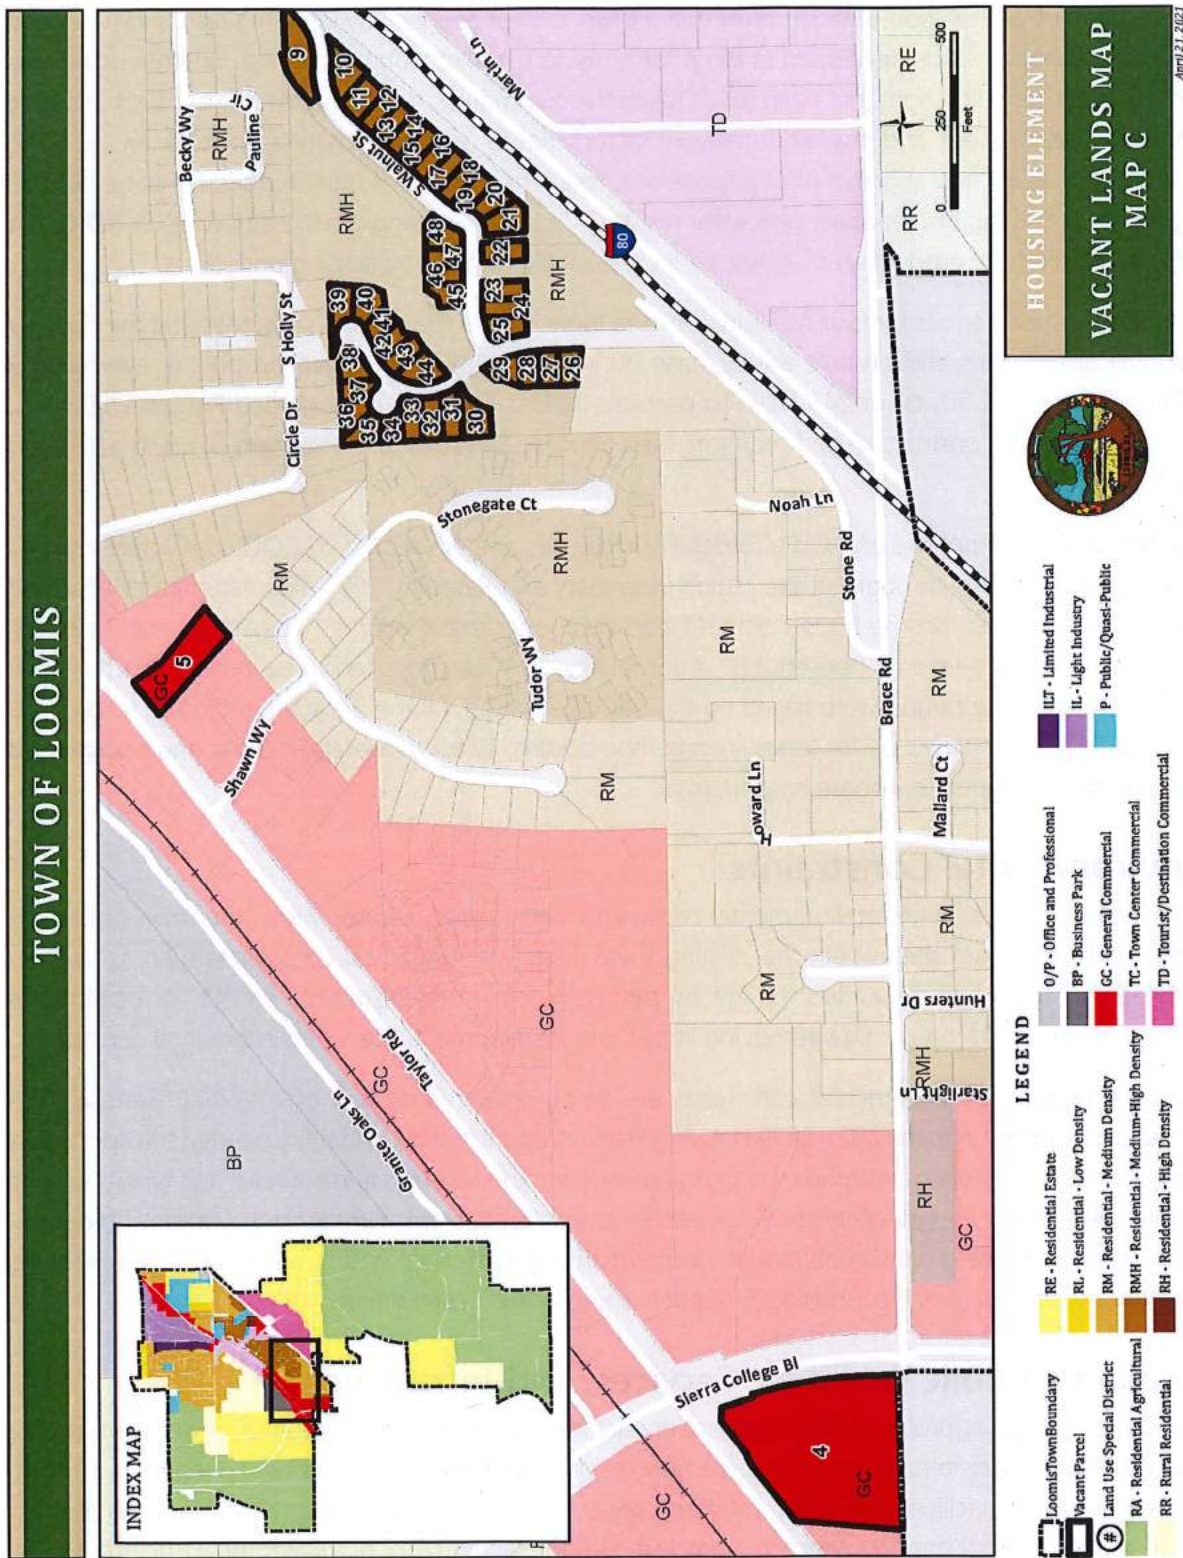 TOWN OF LOOMIS
INDEX MAP
BP
Granite Oaks Ln
GC
Taylor Rd
GC
5
Shawn Wy
RM
Becky Wy
RMH
Pauline
Cir
S Holly St
Circle Dr
RMH
9
10
11
12
13
14
15
16
17
18
19
20
21
22
23
24
25
26
27
28
29
30
31
32
33
34
35
36
37
38
39
40
41
42
43
44
45
46
47
48
S Walnut St
RMH
80
Martin Ln
TD
Stonegate Ct
RMH
Tudor WN
RM
GC
RM
Noah Ln
Stone Rd
Howard Ln
RM
Brace Rd
RM
Mallard Ct
Hunters Dr
RMH
Starlight Ln
RH
GC
Sierra College Bl
4
GC
GC
RR
RE
0 250 500
Feet
LEGEND
LoomisTownBoundary
Vacant Parcel
# Land Use Special District
RA - Residential Agricultural
RR - Rural Residential
RE - Residential Estate
RL - Residential - Low Density
RM - Residential - Medium Density
RMH - Residential - Medium-High Density
RH - Residential - High Density
O/P - Office and Professional
BP - Business Park
GC - General Commercial
TC - Town Center Commercial
TD - Tourist/Destination Commercial
ILT - Limited Industrial
IL - Light Industry
P - Public/Quasi-Public
HOUSING ELEMENT
VACANT LANDS MAP
MAP C
April 21, 2021